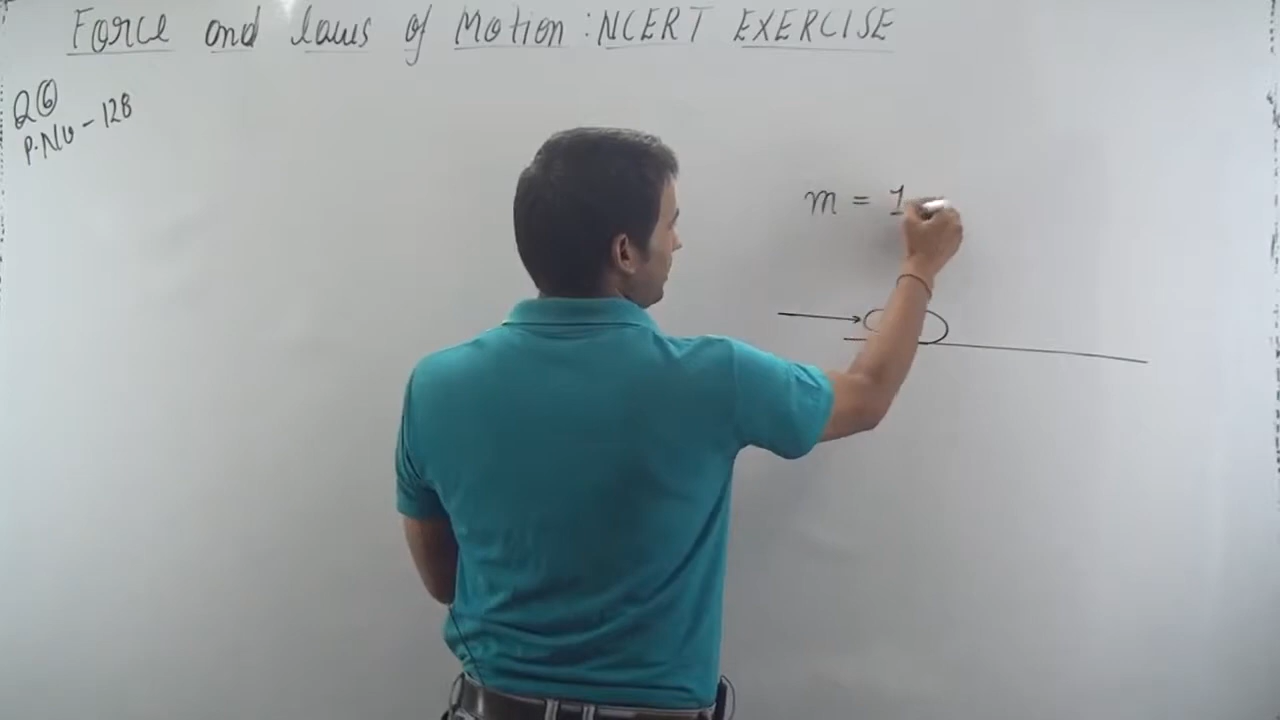 Force and laws of Motion : NCERT EXERCISE
Q6
P.No - 128
m = 1